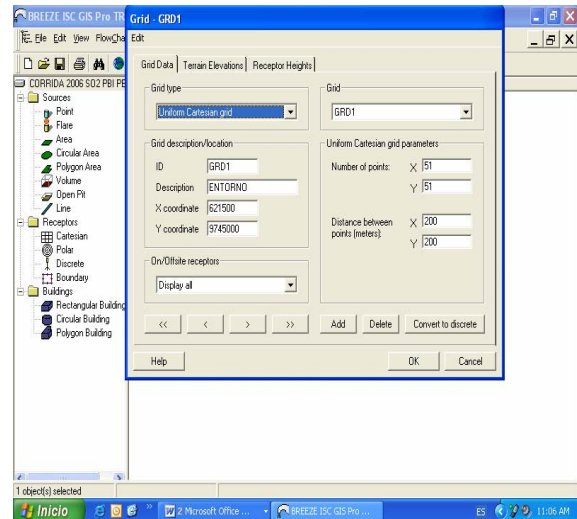 BREEZE ISC GIS Pro TR
Grid - GRD1
File Edit View FlowCha
Edit
Grid Data Terrain Elevations Receptor Heights
CORRIDA 2006 SO2 PBI PE
Sources
Point
Flare
Area
Circular Area
Polygon Area
Volume
Open Pit
Line
Receptors
Cartesian
Polar
Discrete
Boundary
Buildings
Rectangular Building
Circular Building
Polygon Building
Grid type
Uniform Cartesian grid
Grid
GRD1
Grid description/location
ID GRD1
Description ENTORNO
X coordinate 621500
Y coordinate 9745000
Uniform Cartesian grid parameters
Number of points: X 51
Y 51
Distance between points (meters): X 200
Y 200
On/Offsite receptors
Display all
<< < > >> Add Delete Convert to discrete
Help OK Cancel
1 object(s) selected
Inicio » 2 Microsoft Office ... BREEZE ISC GIS Pro ... ES 11:06 AM